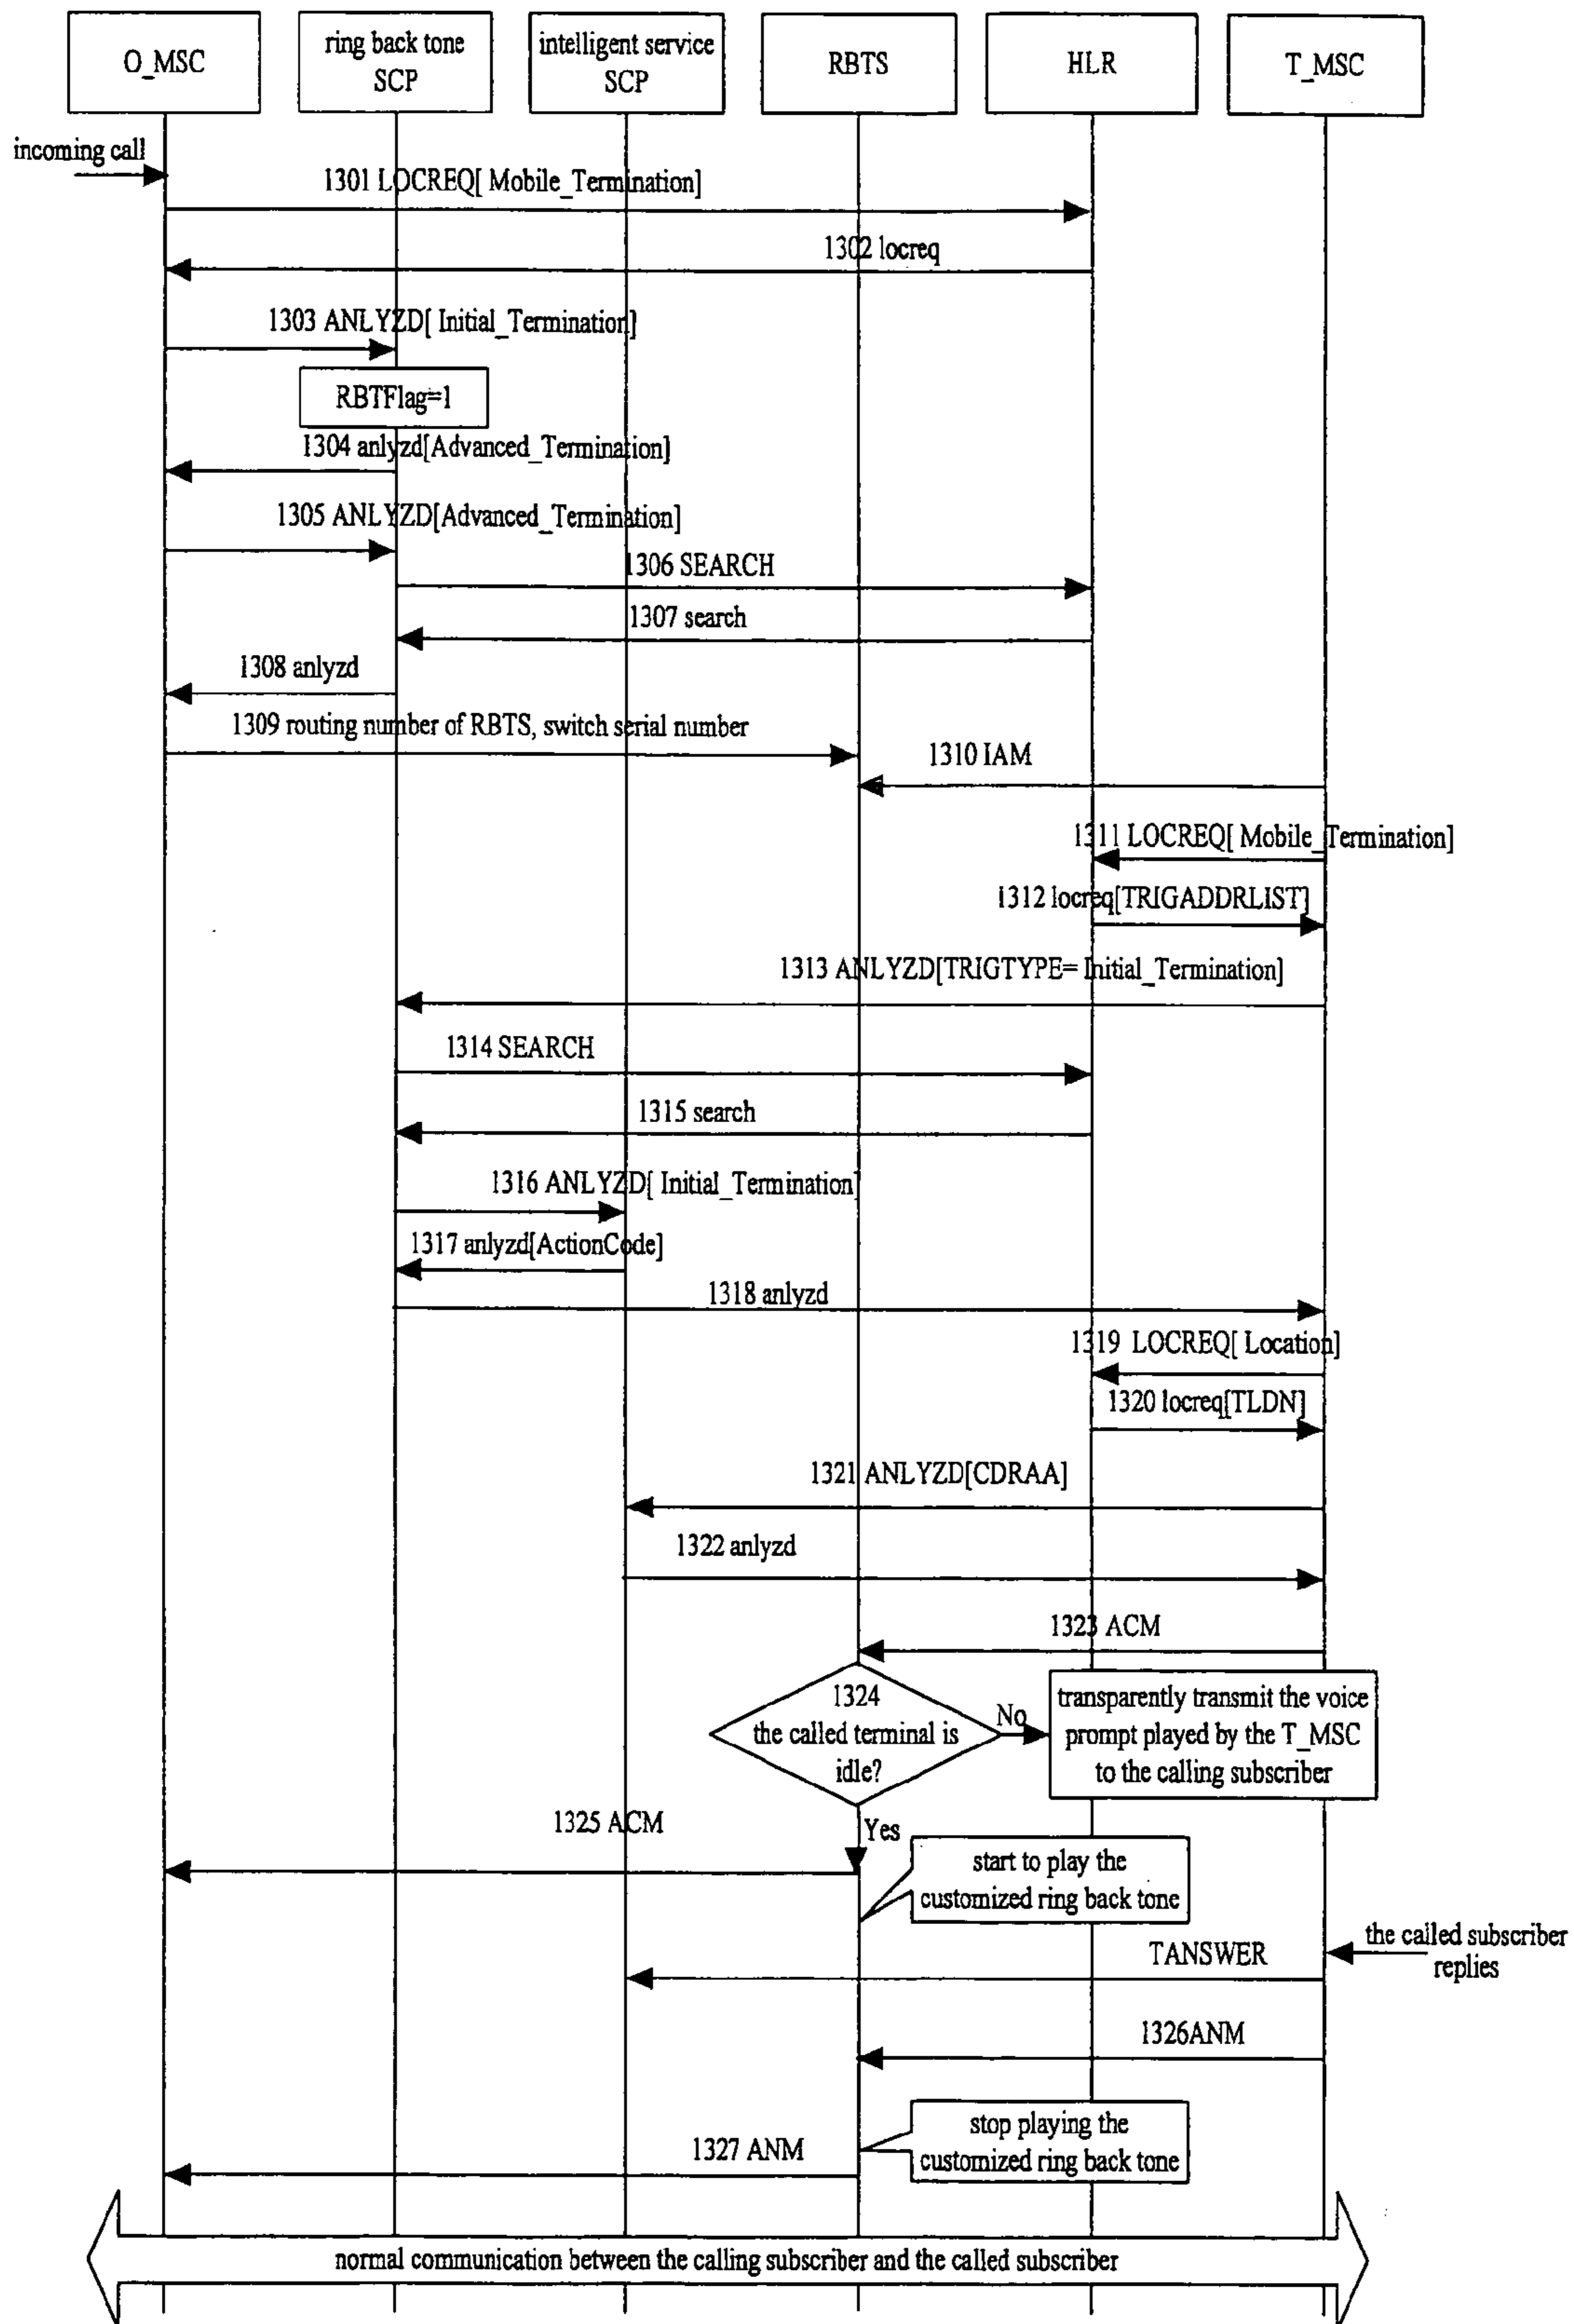 O_MSC
ring back tone
SCP
intelligent service
SCP
RBTS
HLR
T_MSC
incoming call
1301 LOCREQ[ Mobile_Termination]
1302 locreq
1303 ANLYZD[ Initial_Termination]
RBTFlag=1
1304 anlyzd[Advanced_Termination]
1305 ANLYZD[Advanced_Termination]
1306 SEARCH
1307 search
1308 anlyzd
1309 routing number of RBTS, switch serial number
1310 IAM
1311 LOCREQ[ Mobile_Termination]
1312 locreq[TRIGADDRLIST]
1313 ANLYZD[TRIGTYPE= Initial_Termination]
1314 SEARCH
1315 search
1316 ANLYZD[ Initial_Termination]
1317 anlyzd[ActionCode]
1318 anlyzd
1319 LOCREQ[ Location]
1320 locreq[TLDN]
1321 ANLYZD[CDRAA]
1322 anlyzd
1323 ACM
1324
the called terminal is
idle?
No
transparently transmit the voice
prompt played by the T_MSC
to the calling subscriber
1325 ACM
Yes
start to play the
customized ring back tone
the called subscriber
replies
TANSWER
1326ANM
stop playing the
customized ring back tone
1327 ANM
normal communication between the calling subscriber and the called subscriber